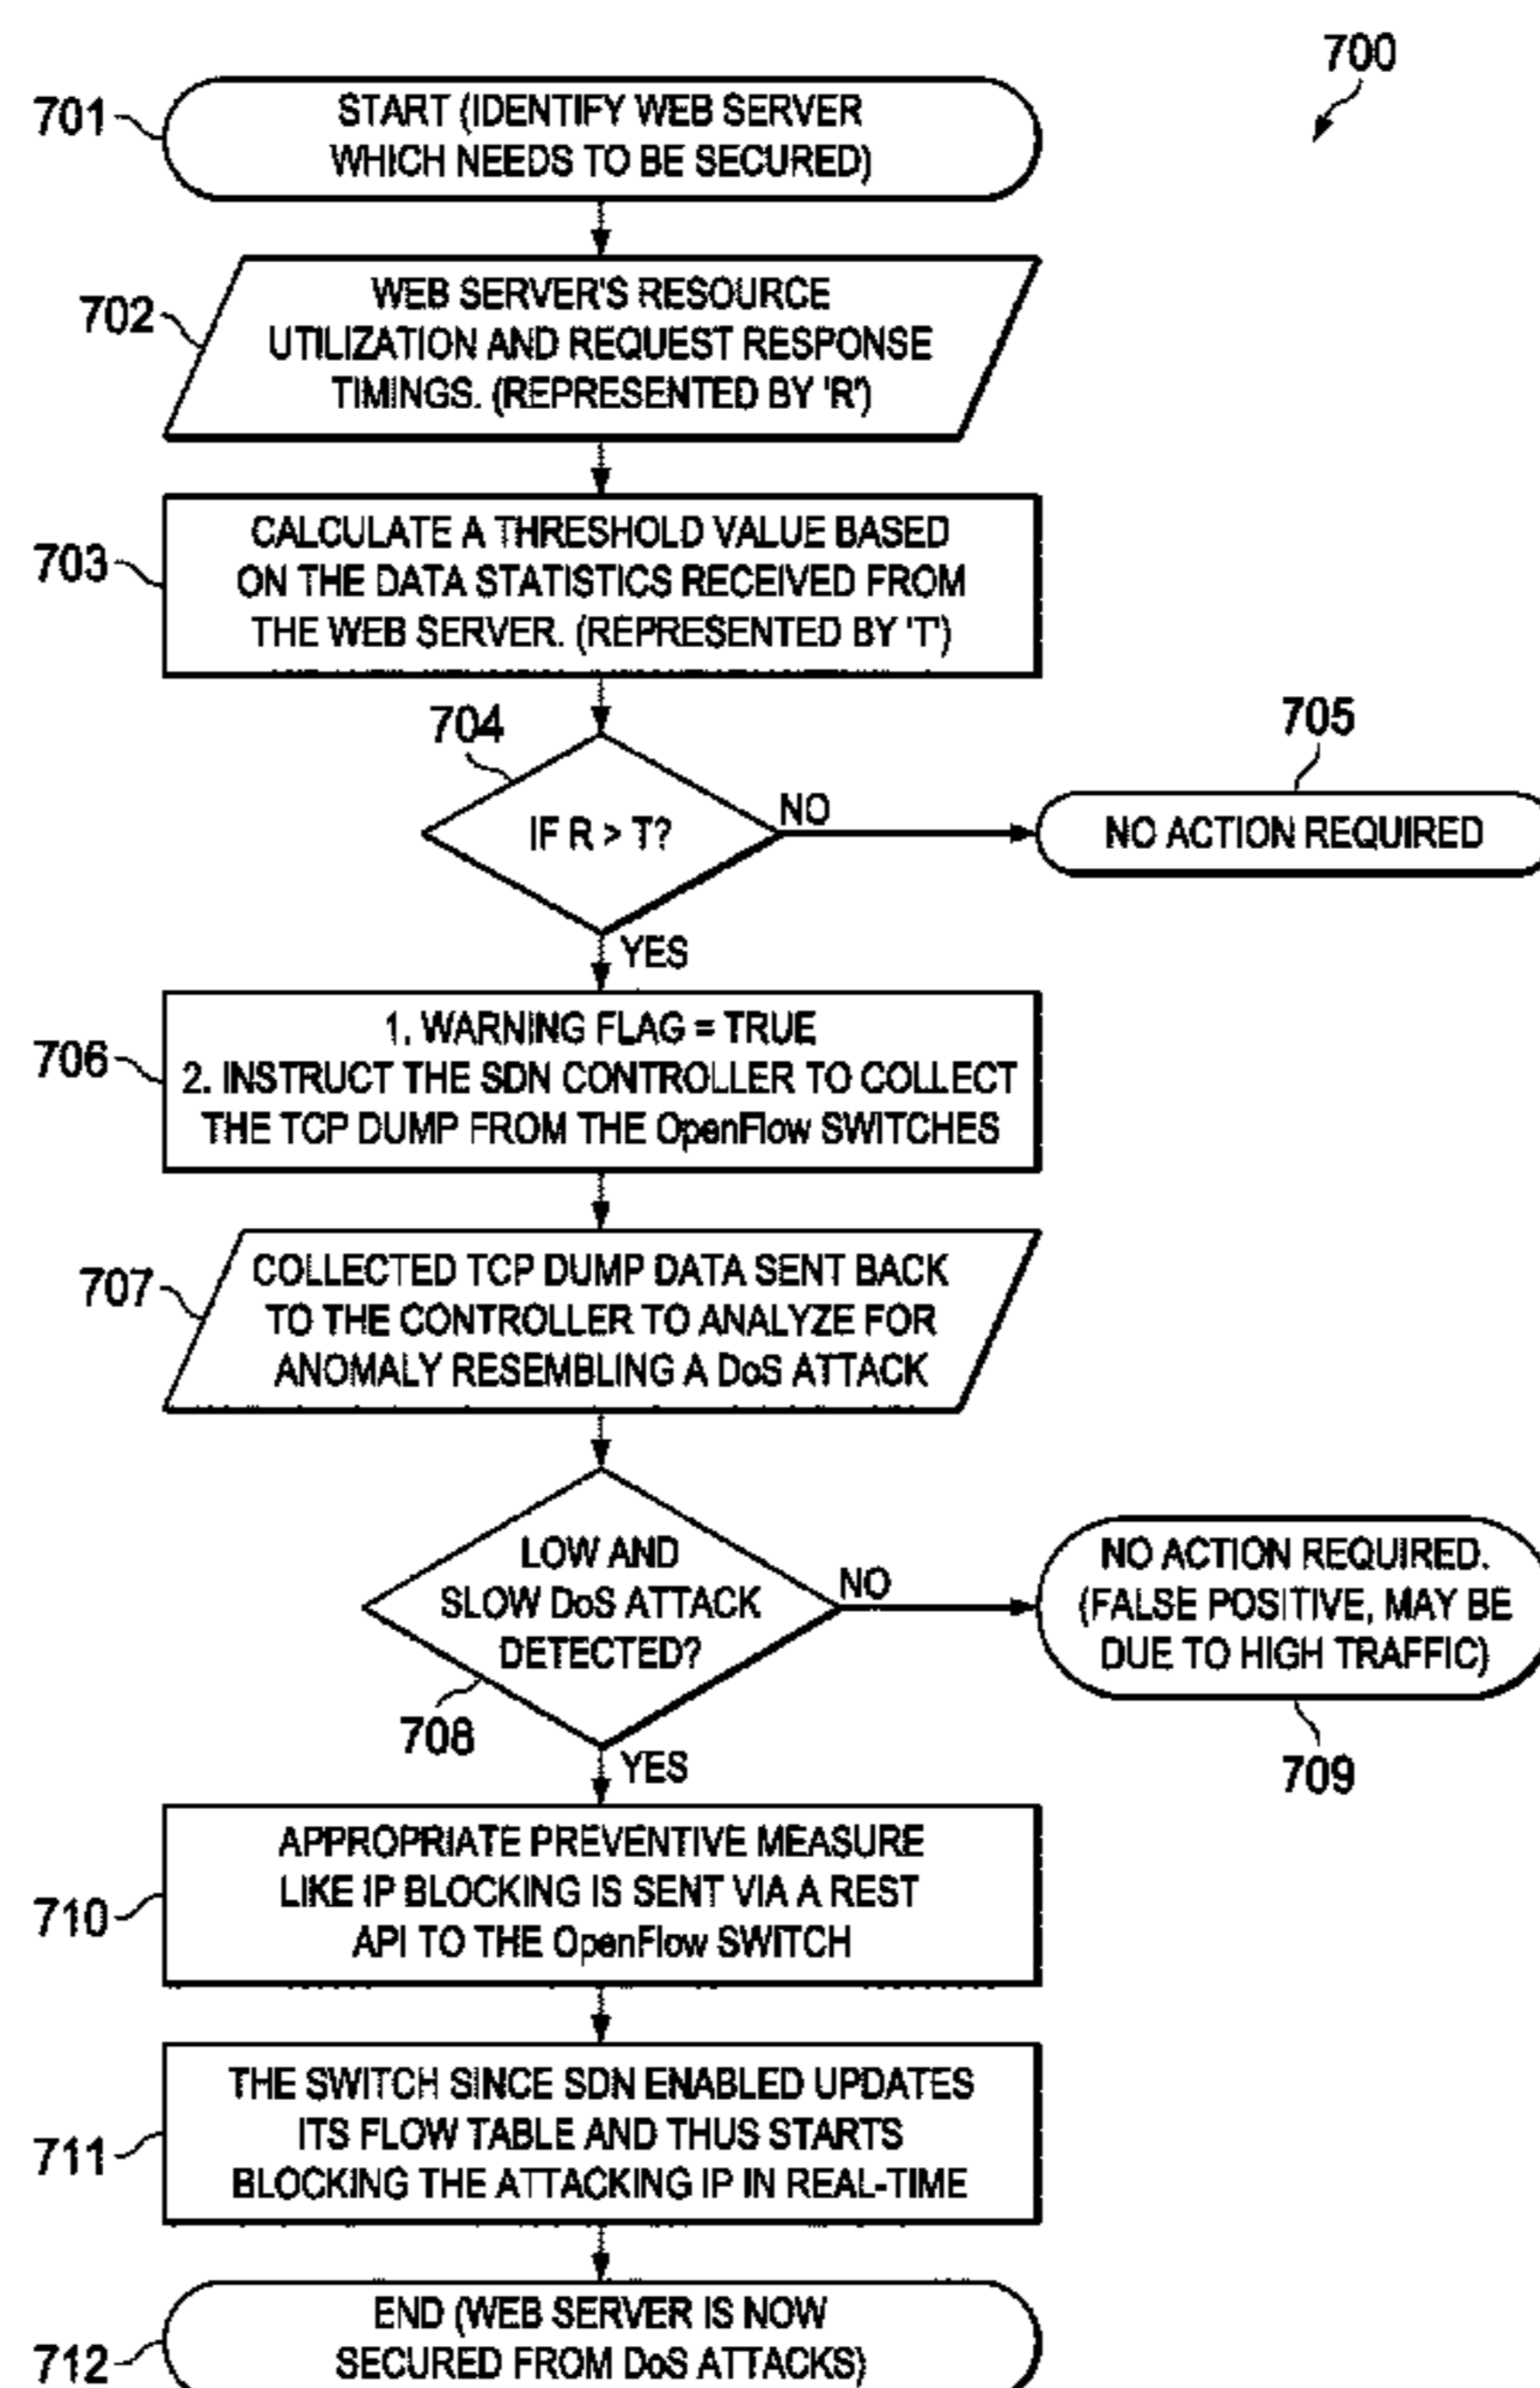 700
701
START (IDENTIFY WEB SERVER
WHICH NEEDS TO BE SECURED)
702
WEB SERVER'S RESOURCE
UTILIZATION AND REQUEST RESPONSE
TIMINGS. (REPRESENTED BY 'R')
703
CALCULATE A THRESHOLD VALUE BASED
ON THE DATA STATISTICS RECEIVED FROM
THE WEB SERVER. (REPRESENTED BY 'T')
704
IF R > T?
NO
705
NO ACTION REQUIRED
YES
706
1. WARNING FLAG = TRUE
2. INSTRUCT THE SDN CONTROLLER TO COLLECT
THE TCP DUMP FROM THE OpenFlow SWITCHES
707
COLLECTED TCP DUMP DATA SENT BACK
TO THE CONTROLLER TO ANALYZE FOR
ANOMALY RESEMBLING A DoS ATTACK
LOW AND
SLOW DoS ATTACK
DETECTED?
708
NO
NO ACTION REQUIRED.
(FALSE POSITIVE, MAY BE
DUE TO HIGH TRAFFIC)
709
YES
710
APPROPRIATE PREVENTIVE MEASURE
LIKE IP BLOCKING IS SENT VIA A REST
API TO THE OpenFlow SWITCH
711
THE SWITCH SINCE SDN ENABLED UPDATES
ITS FLOW TABLE AND THUS STARTS
BLOCKING THE ATTACKING IP IN REAL-TIME
712
END (WEB SERVER IS NOW
SECURED FROM DoS ATTACKS)